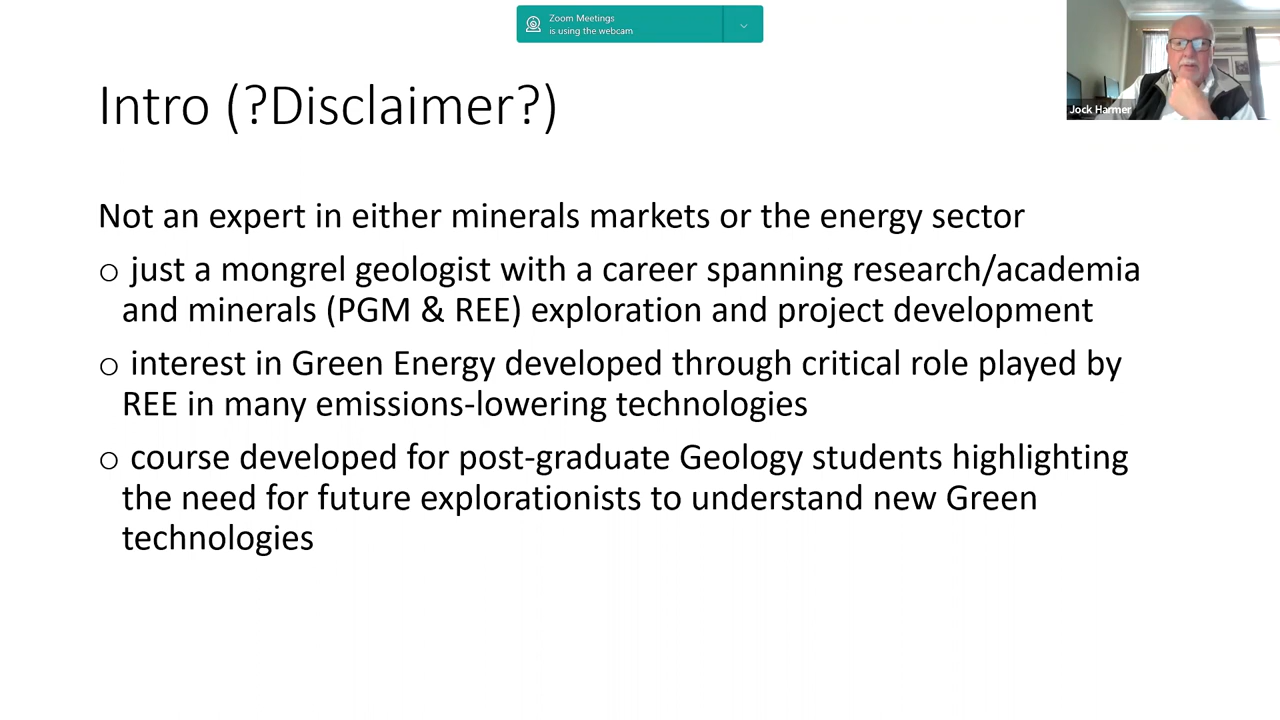 Zoom Meetings
is using the webcam
Jock Harmer
Intro (?Disclaimer?)
Not an expert in either minerals markets or the energy sector
o just a mongrel geologist with a career spanning research/academia
and minerals (PGM & REE) exploration and project development
o interest in Green Energy developed through critical role played by
REE in many emissions-lowering technologies
o course developed for post-graduate Geology students highlighting
the need for future explorationists to understand new Green
technologies